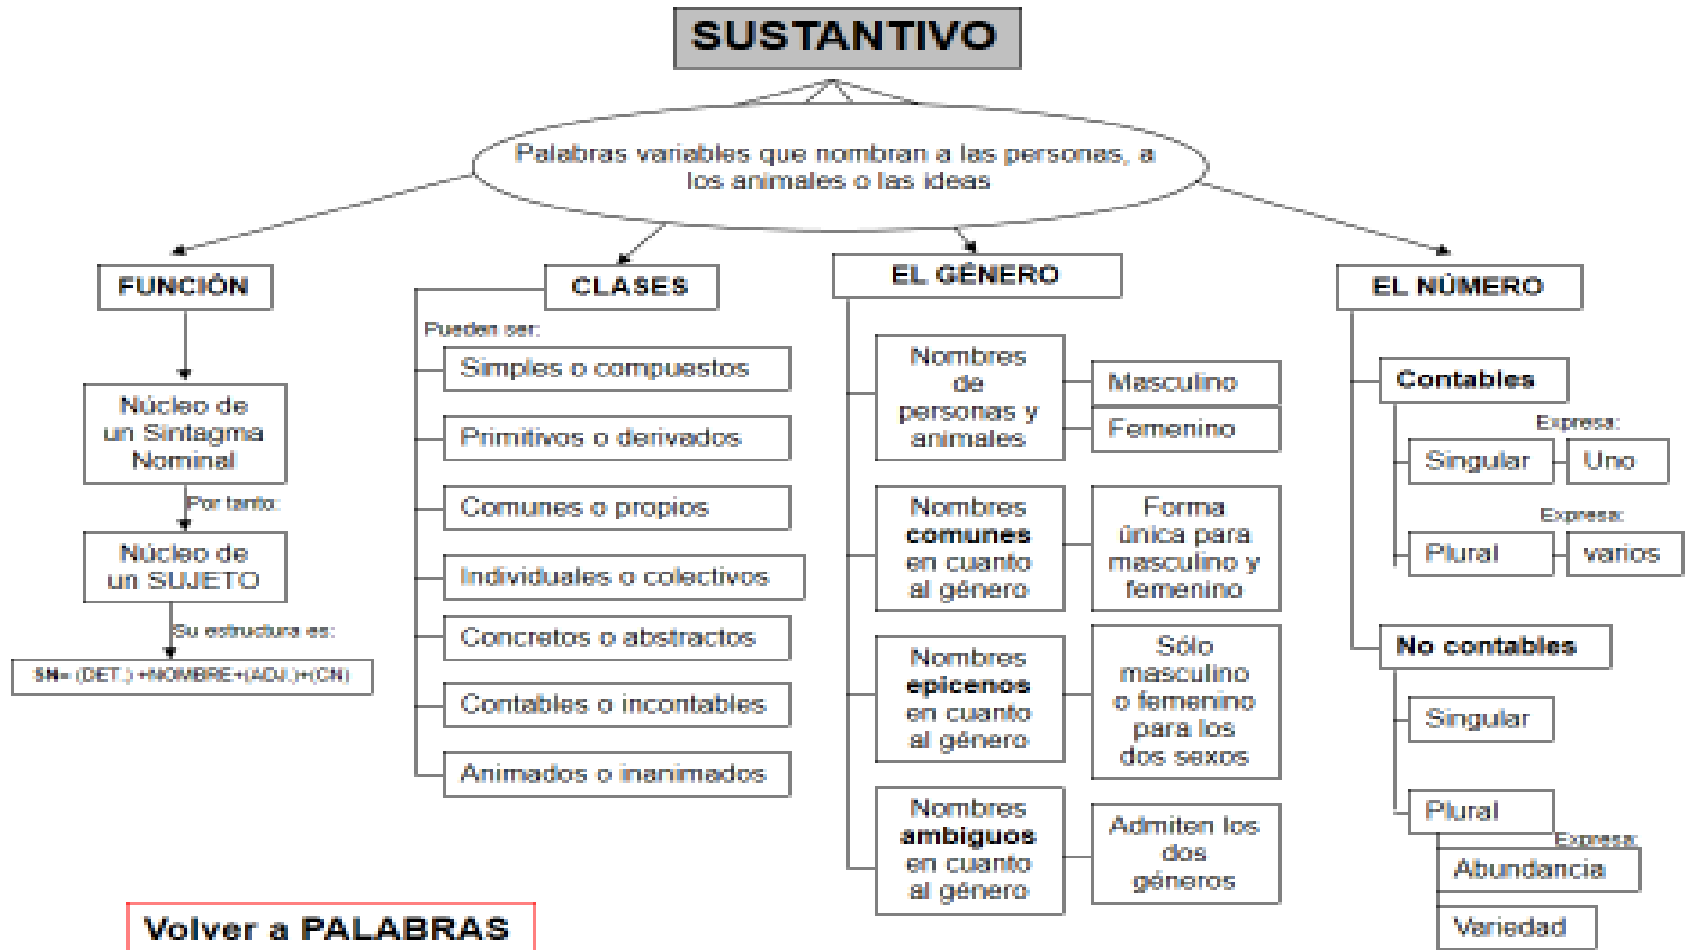 SUSTANTIVO
Palabras variables que nombran a las personas, a
los animales o las ideas
FUNCIÓN
Núcleo de
un Sintagma
Nominal
Por tanto:
Núcleo de
un SUJETO
Su estructura es:
SN= (DET.) +NOMBRE+(ADJ.)+(CN)
CLASES
Pueden ser:
Simples o compuestos
Primitivos o derivados
Comunes o propios
Individuales o colectivos
Concretos o abstractos
Contables o incontables
Animados o inanimados
EL GÉNERO
Nombres
de
personas y
animales
Masculino
Femenino
Nombres
comunes
en cuanto
al género
Forma
única para
masculino y
femenino
Nombres
epicenos
en cuanto
al género
Sólo
masculino
o femenino
para los
dos sexos
Nombres
ambiguos
en cuanto
al género
Admiten los
dos
géneros
EL NÚMERO
Contables
Expresa:
Singular
Uno
Expresa:
Plural
varios
No contables
Singular
Plural
Expresa:
Abundancia
Variedad
Volver a PALABRAS